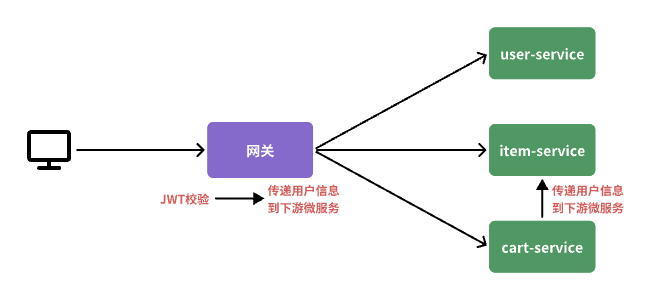 user-service
网关
item-service
JWT校验
传递用户信息
到下游微服务
传递用户信息
到下游微服务
cart-service